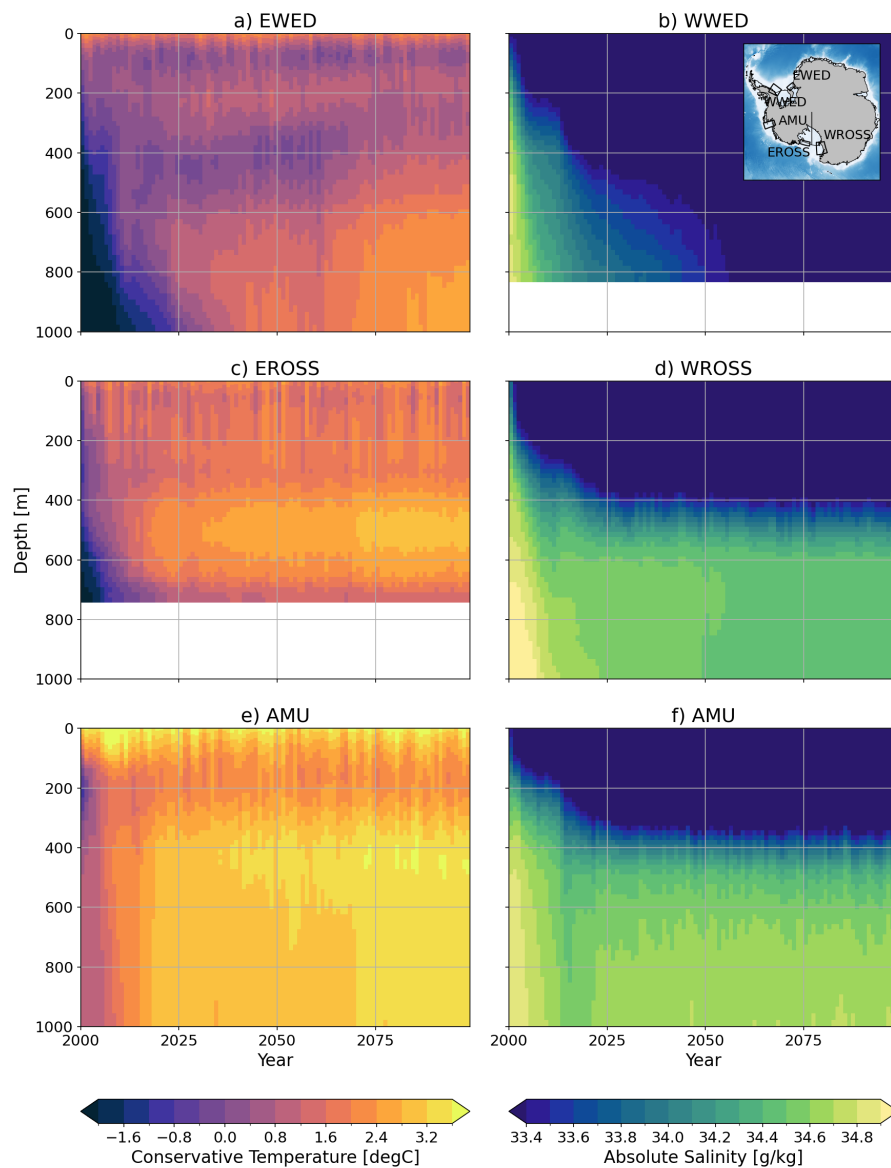 a) EWED
b) WWED
0
200
400
600
800
1000
EWED
WWED
AMU
WROSS
EROSS
c) EROSS
d) WROSS
0
200
400
600
800
1000
Depth [m]
e) AMU
f) AMU
0
200
400
600
800
1000
2000 2025 2050 2075
2000 2025 2050 2075
Year
Year
−1.6 −0.8 0.0 0.8 1.6 2.4 3.2
33.4 33.6 33.8 34.0 34.2 34.4 34.6 34.8
Conservative Temperature [degC]
Absolute Salinity [g/kg]